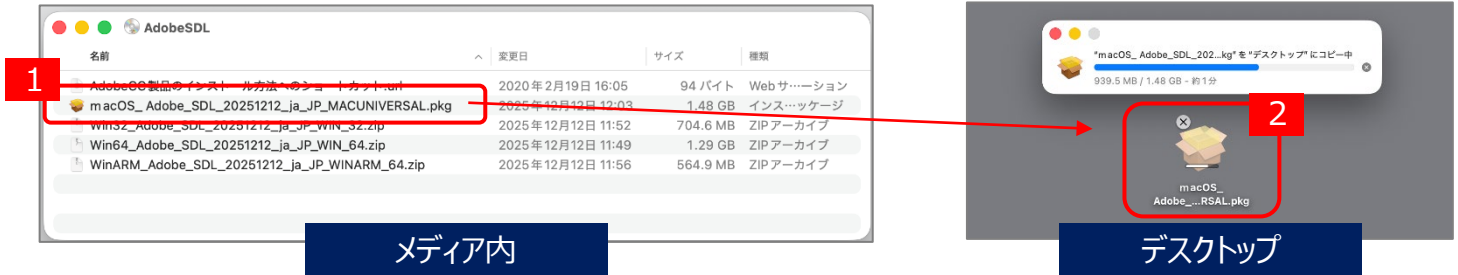 AdobeSDL
名前 変更日 サイズ 種類
1
AdobeCC製品のインストール方法へのショートカット.url 2020年2月19日 16:05 94 バイト Webサ…ーション
macOS_ Adobe_SDL_20251212_ja_JP_MACUNIVERSAL.pkg 2025年12月12日 12:03 1.48 GB インス…ッケージ
Win32_Adobe_SDL_20251212_ja_JP_WIN_32.zip 2025年12月12日 11:52 704.6 MB ZIPアーカイブ
Win64_Adobe_SDL_20251212_ja_JP_WIN_64.zip 2025年12月12日 11:49 1.29 GB ZIPアーカイブ
WinARM_Adobe_SDL_20251212_ja_JP_WINARM_64.zip 2025年12月12日 11:56 564.9 MB ZIPアーカイブ
メディア内
"macOS_ Adobe_SDL_202...kg" を "デスクトップ" にコピー中
939.5 MB / 1.48 GB - 約1分
2
macOS_
Adobe_...RSAL.pkg
デスクトップ